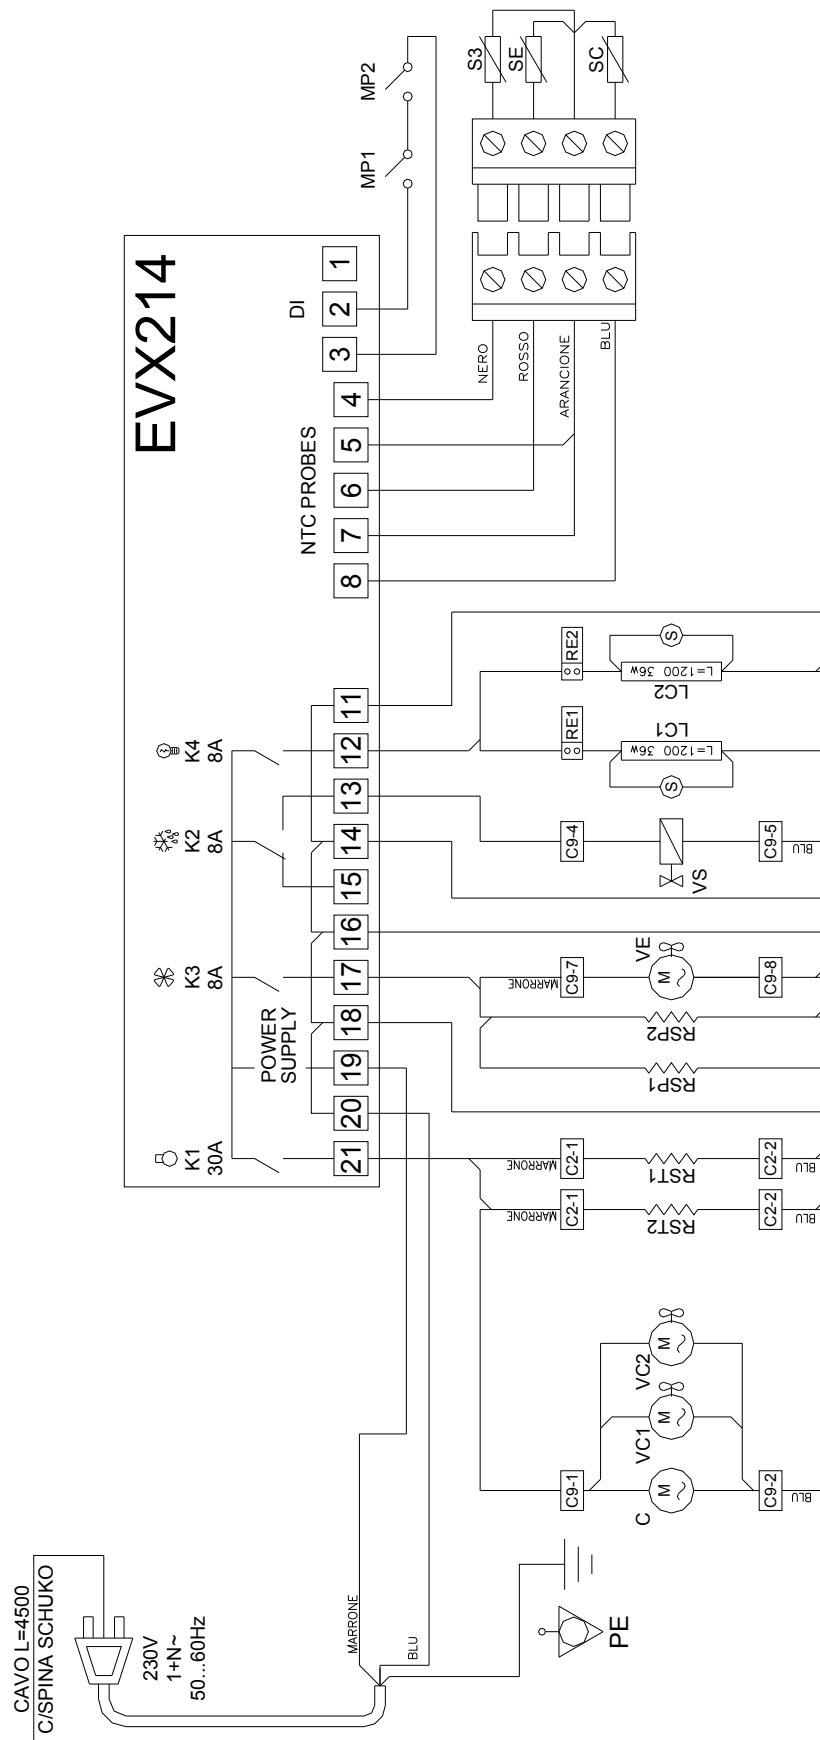 EVX214
MP2
MP1
S3
SE
SC
DI
1
2
3
4
5
6
7
8
NTC PROBES
NERO
ROSSO
ARANCIONE
BLU
K4
8A
K2
8A
K3
8A
K1
30A
POWER
SUPPLY
11
12
13
14
15
16
17
18
19
20
21
RE2
L=1200 36w
S
LC2
RE1
L=1200 36w
S
LC1
C9-4
VS
C9-5
BLU
MARRONE
C9-7
VE
M
C9-8
RSP2
RSP1
MARRONE
C2-1
RST1
C2-2
BLU
MARRONE
C2-1
RST2
C2-2
BLU
VC2
M
VC1
M
C9-1
C
M
C9-2
BLU
CAVO L=4500
C/SPINA SCHUKO
230V
1+N~
50...60Hz
MARRONE
BLU
PE